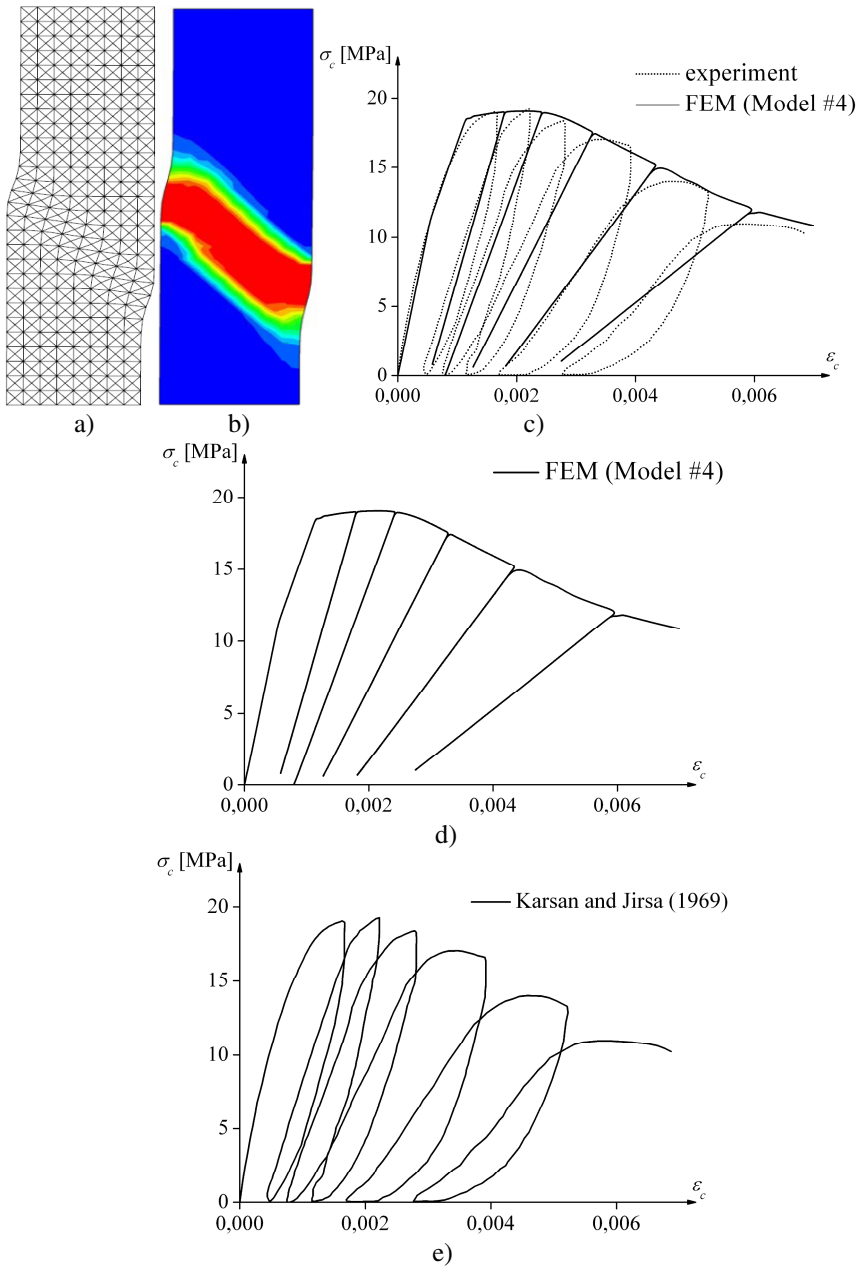 σc [MPa]
experiment
FEM (Model #4)
20
15
10
5
0
0,000
0,002
0,004
0,006
εc
a)
b)
c)
σc [MPa]
FEM (Model #4)
20
15
10
5
0
0,000
0,002
0,004
0,006
εc
d)
σc [MPa]
Karsan and Jirsa (1969)
20
15
10
5
0
0,000
0,002
0,004
0,006
εc
e)